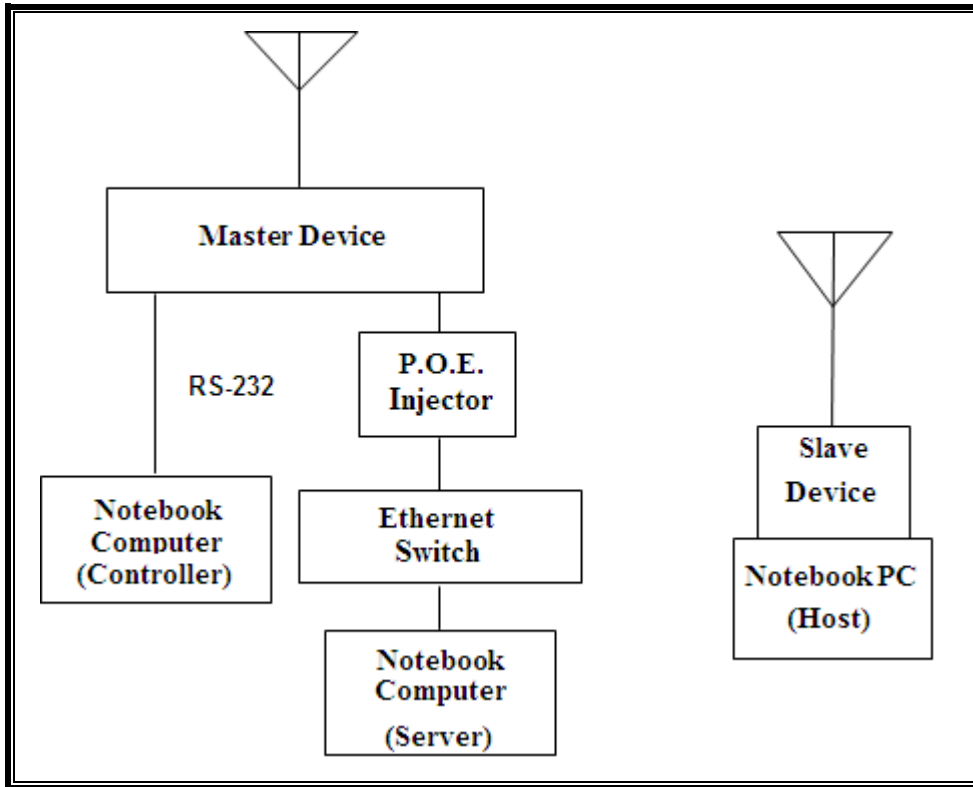 Master Device
RS-232
P.O.E.
Injector
Notebook
Computer
(Controller)
Ethernet
Switch
Notebook
Computer
(Server)
Slave
Device
Notebook PC
(Host)